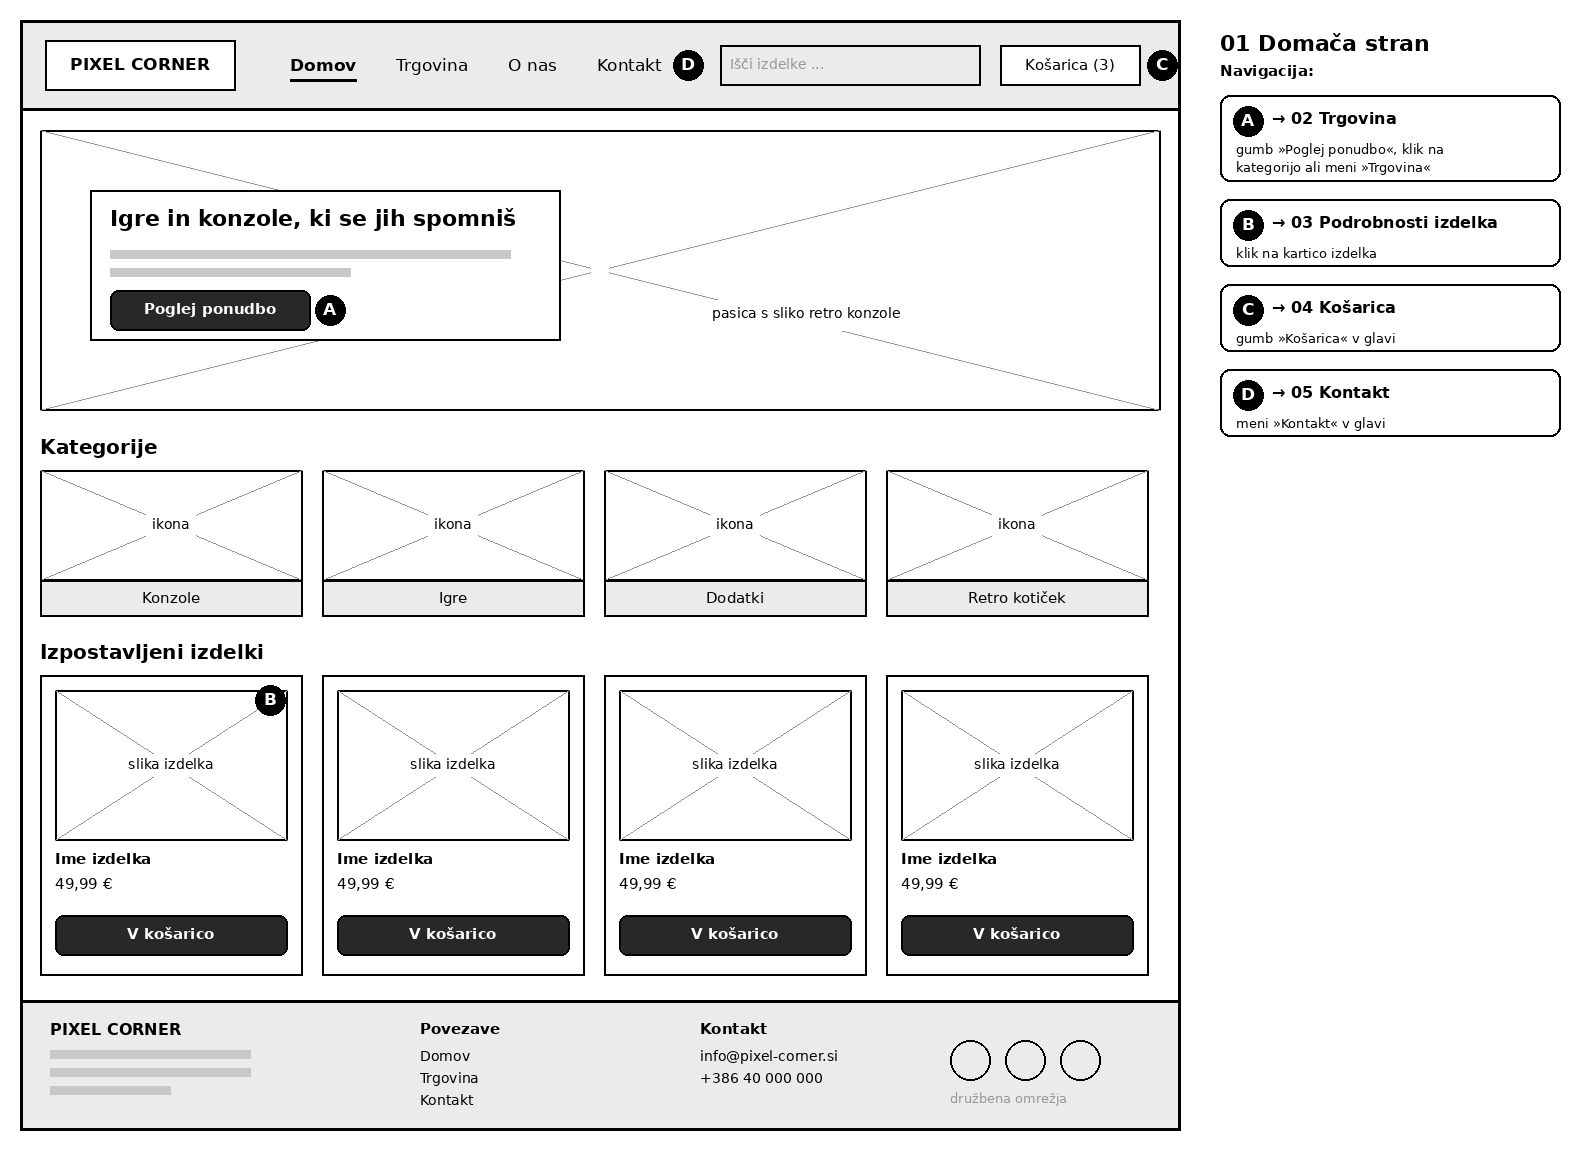 PIXEL CORNER
Domov
Trgovina
O nas
Kontakt
D
Išči izdelke ...
Košarica (3)
C
Igre in konzole, ki se jih spomniš
Poglej ponudbo
A
pasica s sliko retro konzole
Kategorije
ikona
ikona
ikona
ikona
Konzole
Igre
Dodatki
Retro kotiček
Izpostavljeni izdelki
B
slika izdelka
slika izdelka
slika izdelka
slika izdelka
Ime izdelka
Ime izdelka
Ime izdelka
Ime izdelka
49,99 €
49,99 €
49,99 €
49,99 €
V košarico
V košarico
V košarico
V košarico
PIXEL CORNER
Povezave
Domov
Trgovina
Kontakt
Kontakt
info@pixel-corner.si
+386 40 000 000
družbena omrežja
01 Domača stran
Navigacija:
A → 02 Trgovina
gumb »Poglej ponudbo«, klik na
kategorijo ali meni »Trgovina«
B → 03 Podrobnosti izdelka
klik na kartico izdelka
C → 04 Košarica
gumb »Košarica« v glavi
D → 05 Kontakt
meni »Kontakt« v glavi